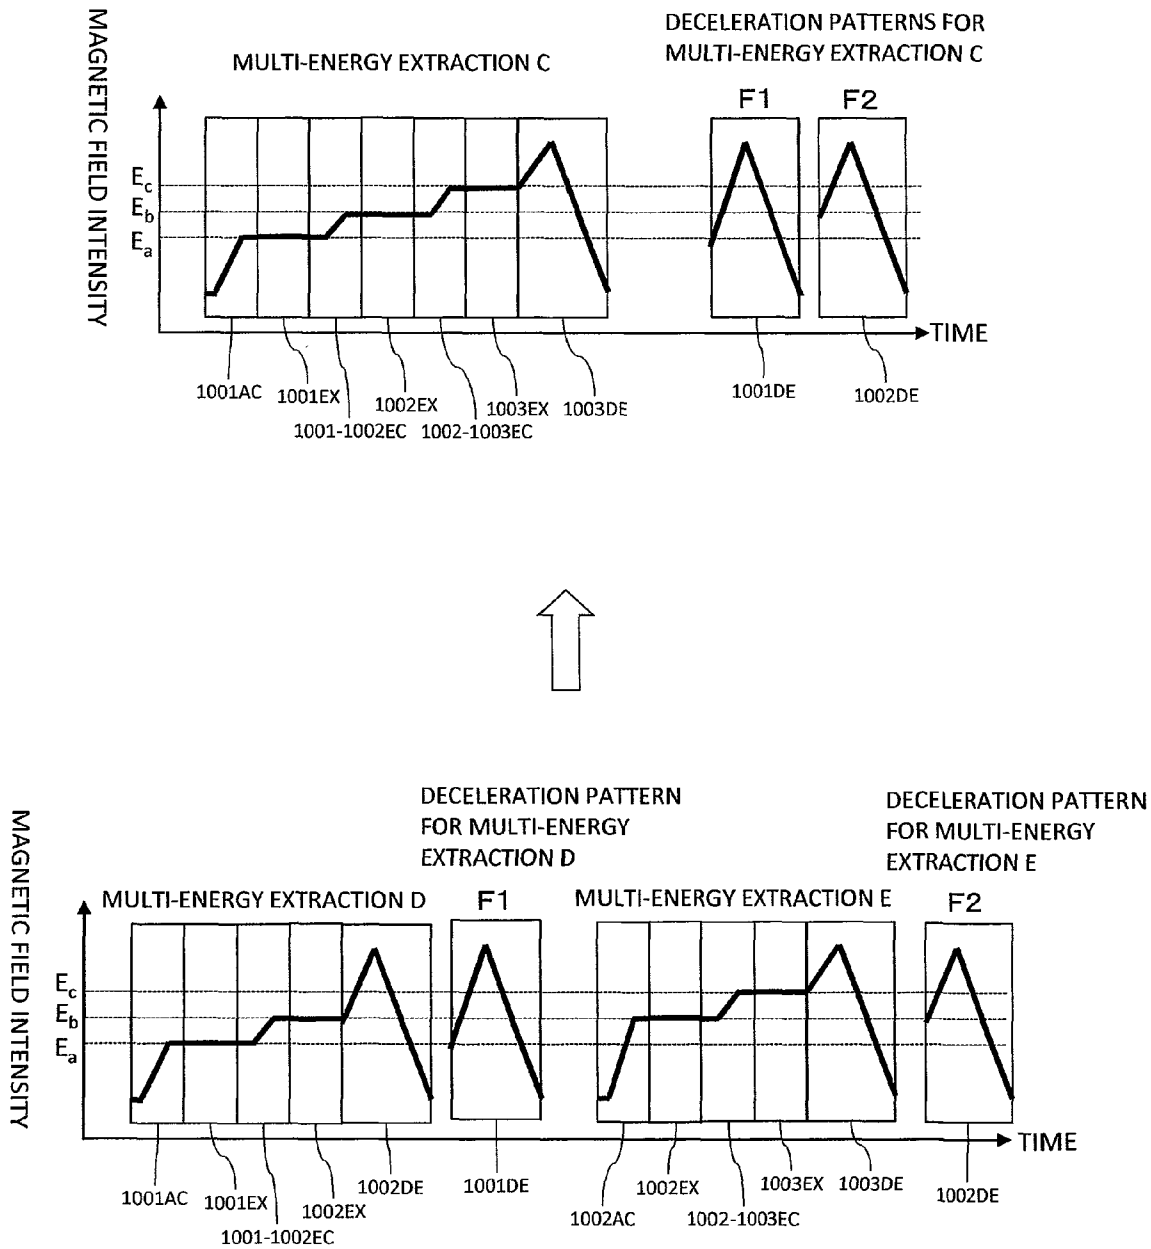 DECELERATION PATTERNS FOR
MULTI-ENERGY EXTRACTION C
MULTI-ENERGY EXTRACTION C
F1
F2
MAGNETIC FIELD INTENSITY
Ec
Eb
Ea
TIME
1001AC
1001EX
1001-1002EC
1002EX
1002-1003EC
1003EX
1003DE
1001DE
1002DE
DECELERATION PATTERN
FOR MULTI-ENERGY
EXTRACTION D
DECELERATION PATTERN
FOR MULTI-ENERGY
EXTRACTION E
MULTI-ENERGY EXTRACTION D
F1
MULTI-ENERGY EXTRACTION E
F2
MAGNETIC FIELD INTENSITY
Ec
Eb
Ea
TIME
1001AC
1001EX
1001-1002EC
1002EX
1002DE
1001DE
1002AC
1002EX
1002-1003EC
1003EX
1003DE
1002DE